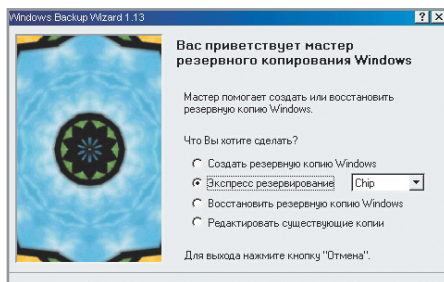 Windows Backup Wizard 1.13
Вас приветствует мастер
резервного копирования Windows
Мастер помогает создать или восстановить
резервную копию Windows.
Что Вы хотите сделать?
Создать резервную копию Windows
Экспресс резервирование Chip
Восстановить резервную копию Windows
Редактировать существующие копии
Для выхода нажмите кнопку "Отмена".